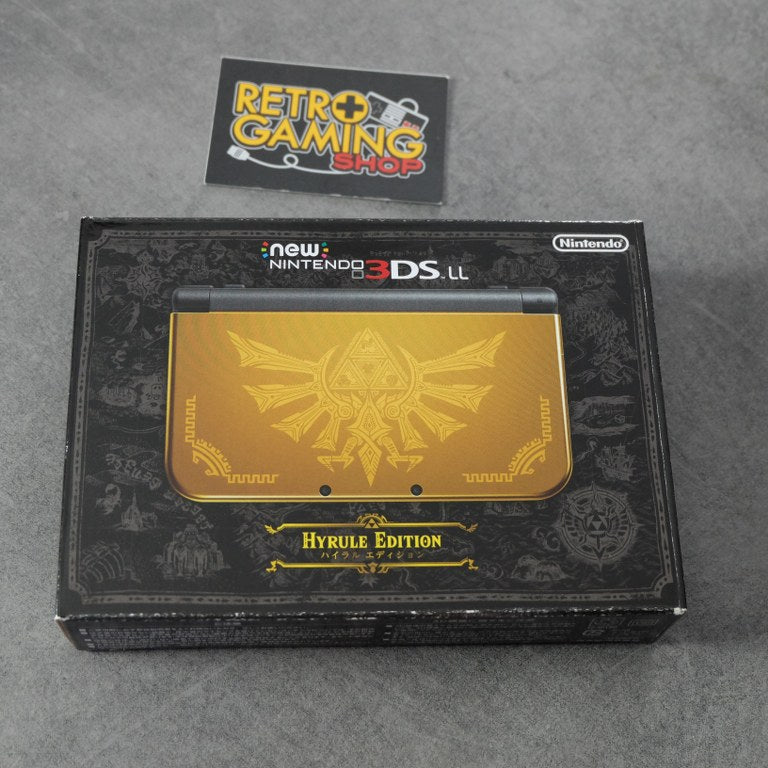 RETRO
GAMING
SHOP
new
NINTENDO 3DS LL
Nintendo
HYRULE EDITION
ハイラル エディション